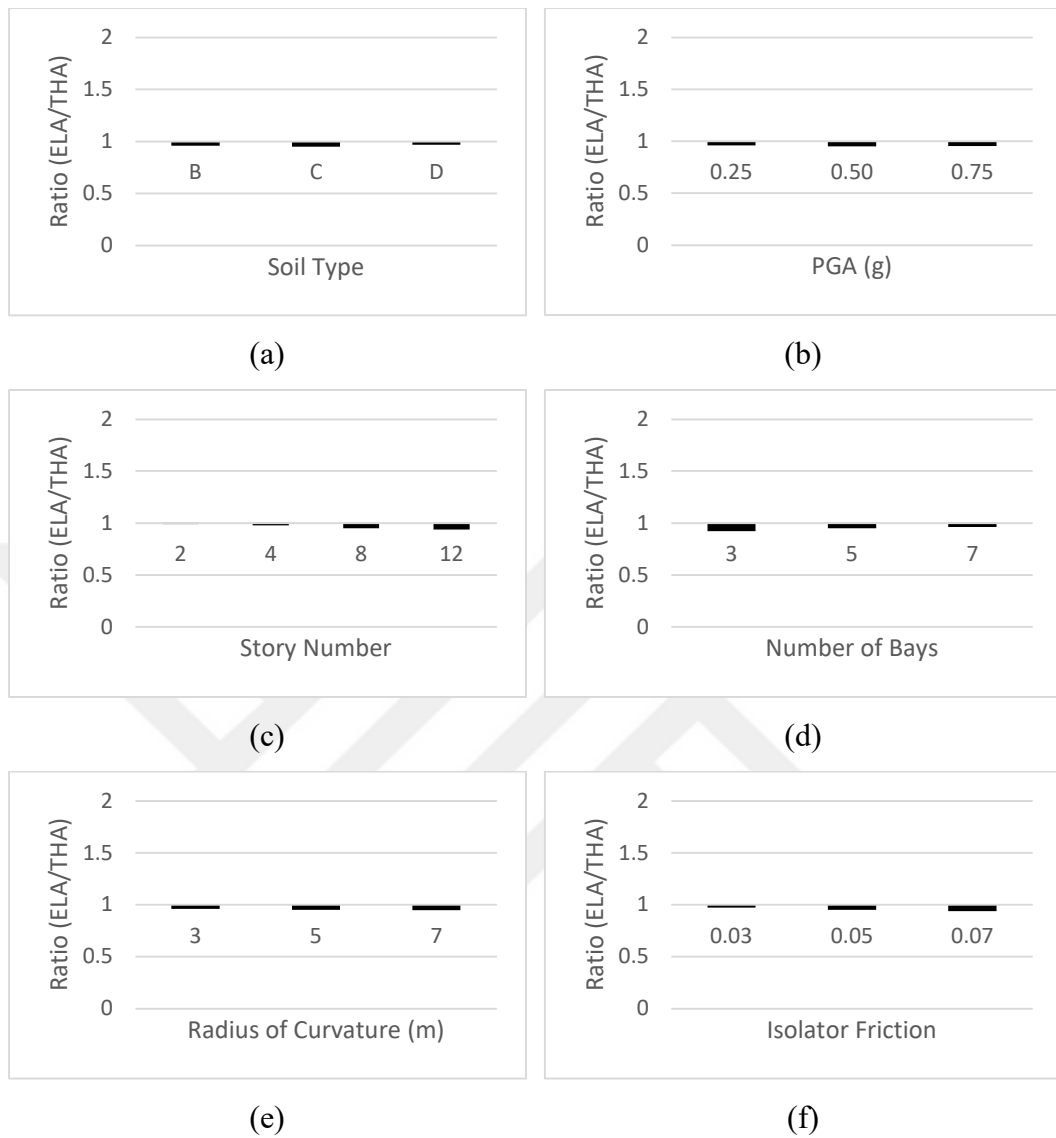 2
1.5
1
0.5
0
Ratio (ELA/THA)
B C D
Soil Type
(a)
2
1.5
1
0.5
0
Ratio (ELA/THA)
0.25 0.50 0.75
PGA (g)
(b)
2
1.5
1
0.5
0
Ratio (ELA/THA)
2 4 8 12
Story Number
(c)
2
1.5
1
0.5
0
Ratio (ELA/THA)
3 5 7
Number of Bays
(d)
2
1.5
1
0.5
0
Ratio (ELA/THA)
3 5 7
Radius of Curvature (m)
(e)
2
1.5
1
0.5
0
Ratio (ELA/THA)
0.03 0.05 0.07
Isolator Friction
(f)